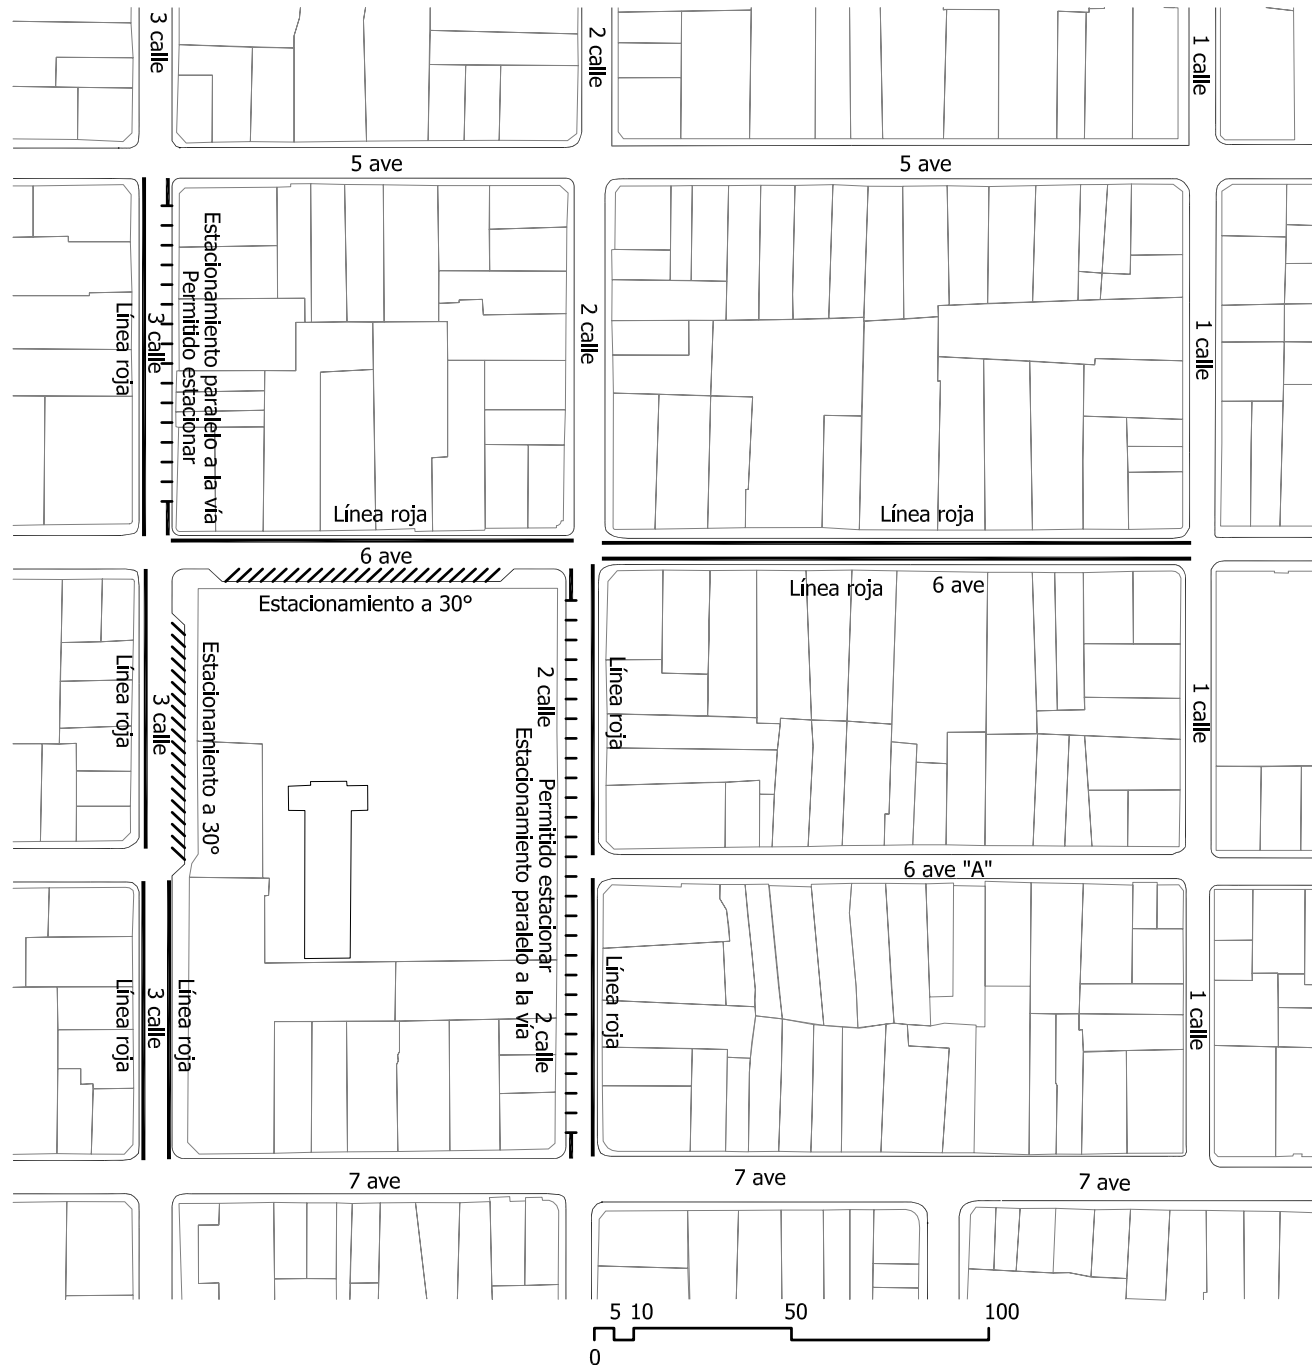 3 calle
2 calle
1 calle
5 ave
5 ave
Línea roja
3 calle
Permitido estacionar
Estacionamiento paralelo a la vía
2 calle
1 calle
Línea roja
Línea roja
6 ave
Estacionamiento a 30°
Línea roja
6 ave
Línea roja
3 calle
Estacionamiento a 30°
2 calle
Permitido estacionar
Estacionamiento paralelo a la vía
Línea roja
1 calle
6 ave "A"
Línea roja
3 calle
Línea roja
2 calle
Línea roja
1 calle
7 ave
7 ave
7 ave
5 10 50 100
0